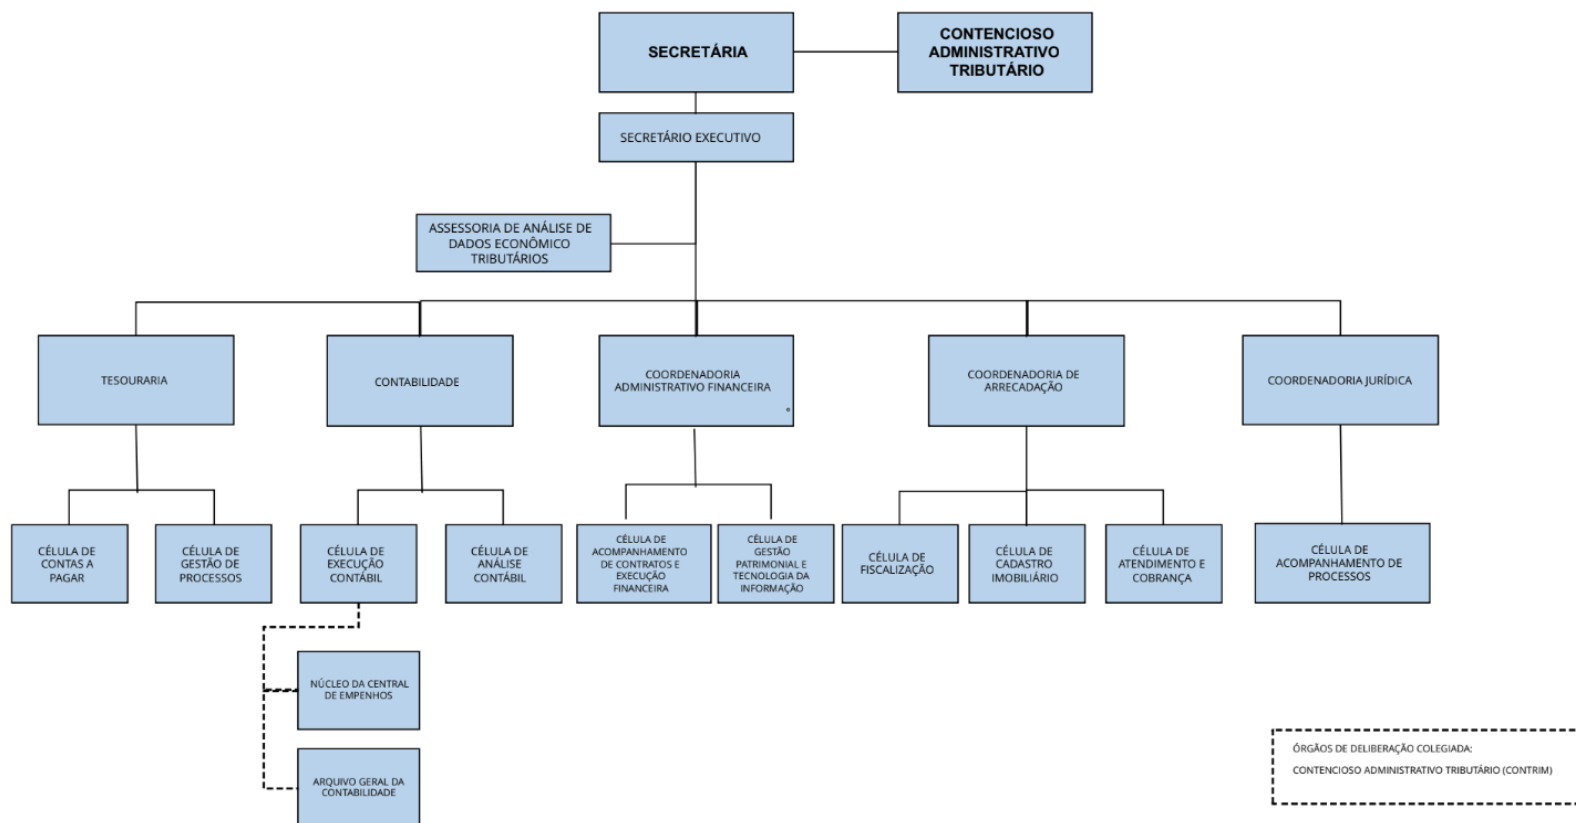 SECRETÁRIA
CONTENCIOSO
ADMINISTRATIVO
TRIBUTÁRIO
SECRETÁRIO EXECUTIVO
ASSESSORIA DE ANÁLISE DE
DADOS ECONÔMICO
TRIBUTÁRIOS
TESOURARIA
CONTABILIDADE
COORDENADORIA
ADMINISTRATIVO FINANCEIRA
COORDENADORIA DE
ARRECADAÇÃO
COORDENADORIA JURÍDICA
CÉLULA DE
CONTAS A
PAGAR
CÉLULA DE
GESTÃO DE
PROCESSOS
CÉLULA DE
EXECUÇÃO
CONTÁBIL
CÉLULA DE
ANÁLISE
CONTÁBIL
CÉLULA DE
ACOMPANHAMENTO
DE CONTRATOS E
EXECUÇÃO
FINANCEIRA
CÉLULA DE
GESTÃO
PATRIMONIAL E
TECNOLOGIA DA
INFORMAÇÃO
CÉLULA DE
FISCALIZAÇÃO
CÉLULA DE
CADASTRO
IMOBILIÁRIO
CÉLULA DE
ATENDIMENTO E
COBRANÇA
CÉLULA DE
ACOMPANHAMENTO DE
PROCESSOS
NÚCLEO DA CENTRAL
DE EMPENHOS
ARQUIVO GERAL DA
CONTABILIDADE
ÓRGÃOS DE DELIBERAÇÃO COLEGIADA:
CONTENCIOSO ADMINISTRATIVO TRIBUTÁRIO (CONTRIM)